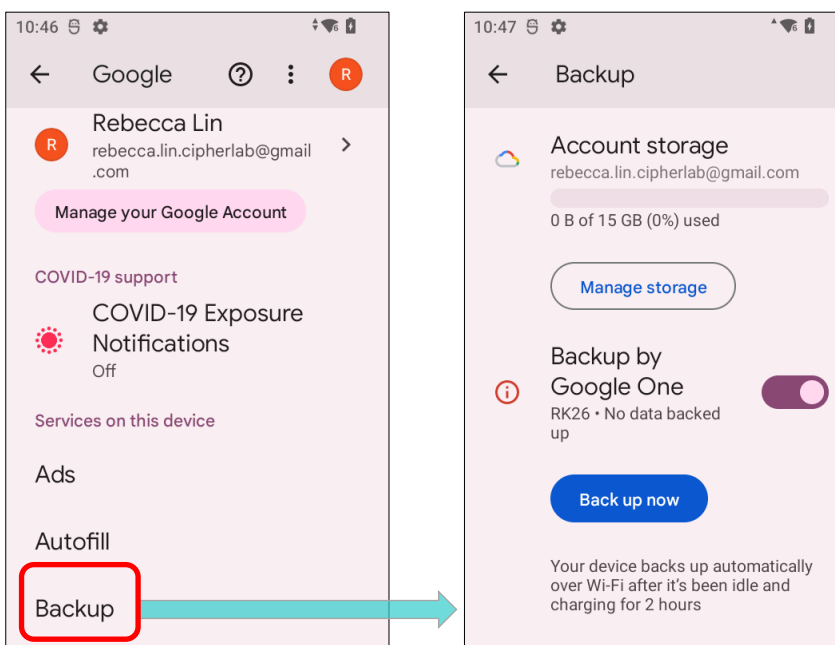 10:46
Google
R
R
Rebecca Lin
rebecca.lin.cipherlab@gmail
.com
Manage your Google Account
COVID-19 support
COVID-19 Exposure
Notifications
Off
Services on this device
Ads
Autofill
Backup
10:47
Backup
Account storage
rebecca.lin.cipherlab@gmail.com
0 B of 15 GB (0%) used
Manage storage
Backup by
Google One
RK26 • No data backed
up
Back up now
Your device backs up automatically
over Wi-Fi after it's been idle and
charging for 2 hours